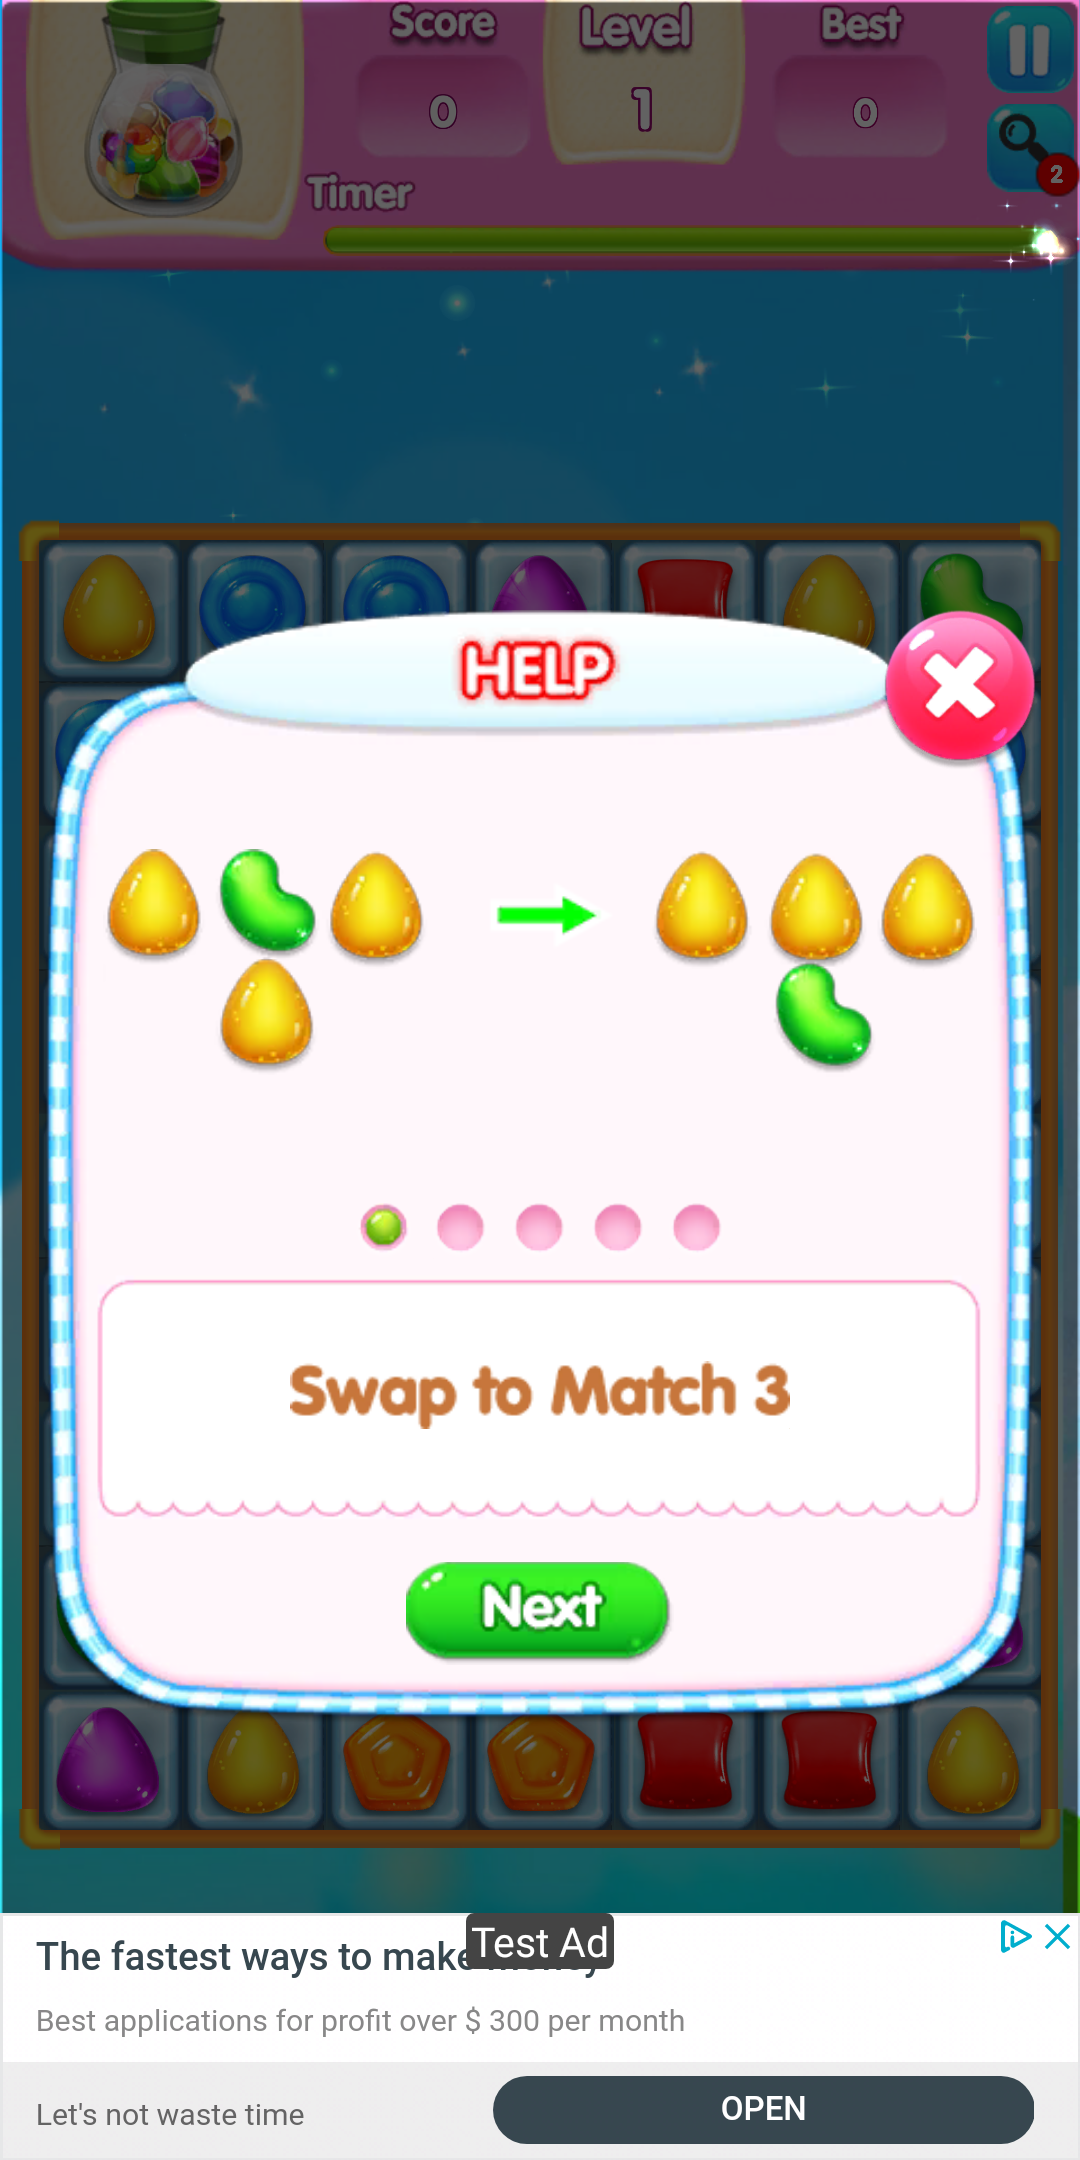 Score
Level
Best
0
1
0
2
Timer
HELP
Swap to Match 3
Next
Test Ad
The fastest ways to make
Best applications for profit over $ 300 per month
Let's not waste time
OPEN